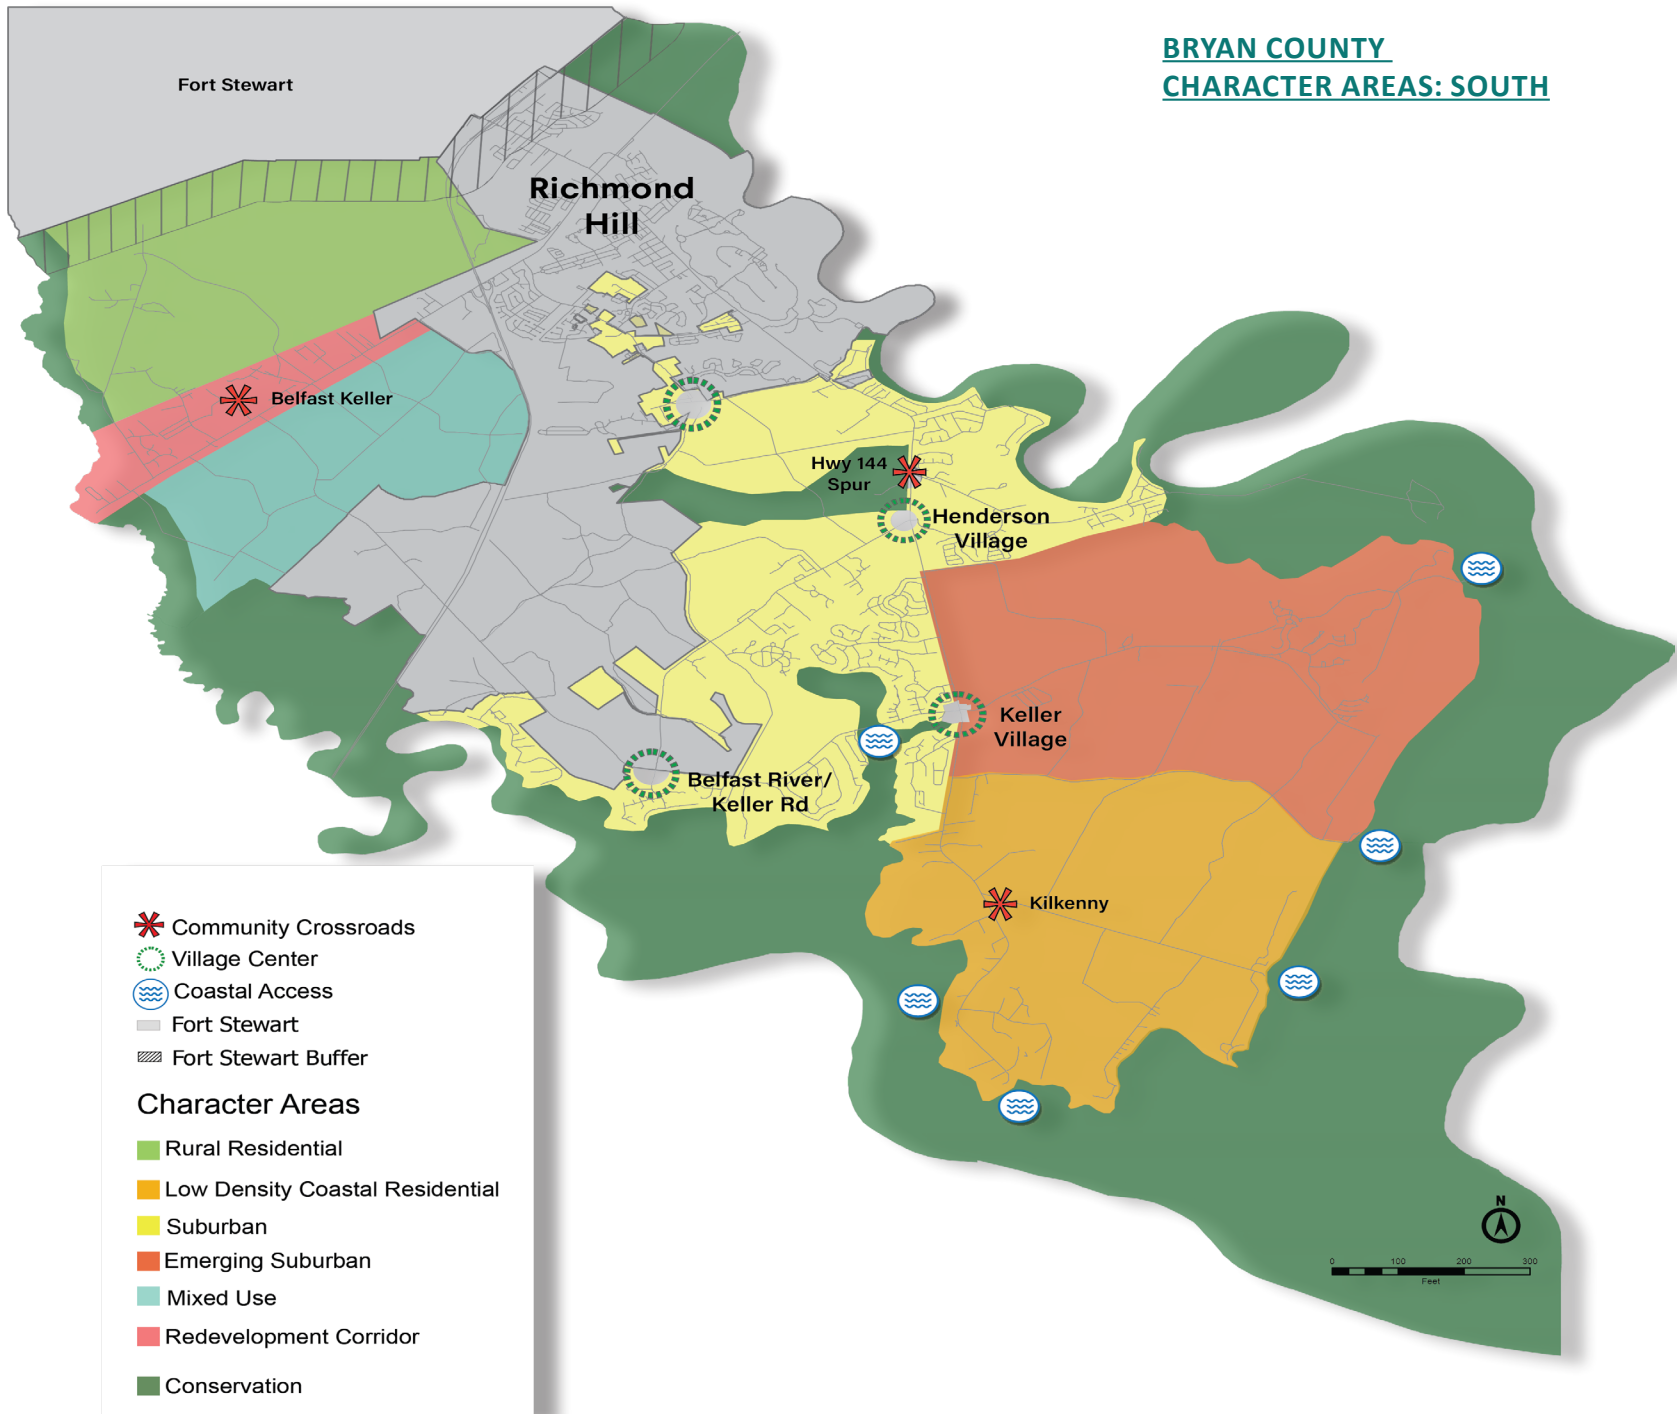 BRYAN COUNTY
CHARACTER AREAS: SOUTH
Fort Stewart
Richmond
Hill
Belfast Keller
Hwy 144
Spur
Henderson
Village
Keller
Village
Belfast River/
Keller Rd
Kilkenny
Community Crossroads
Village Center
Coastal Access
Fort Stewart
Fort Stewart Buffer
Character Areas
Rural Residential
Low Density Coastal Residential
Suburban
Emerging Suburban
Mixed Use
Redevelopment Corridor
Conservation
N
0 100 200 300
Feet